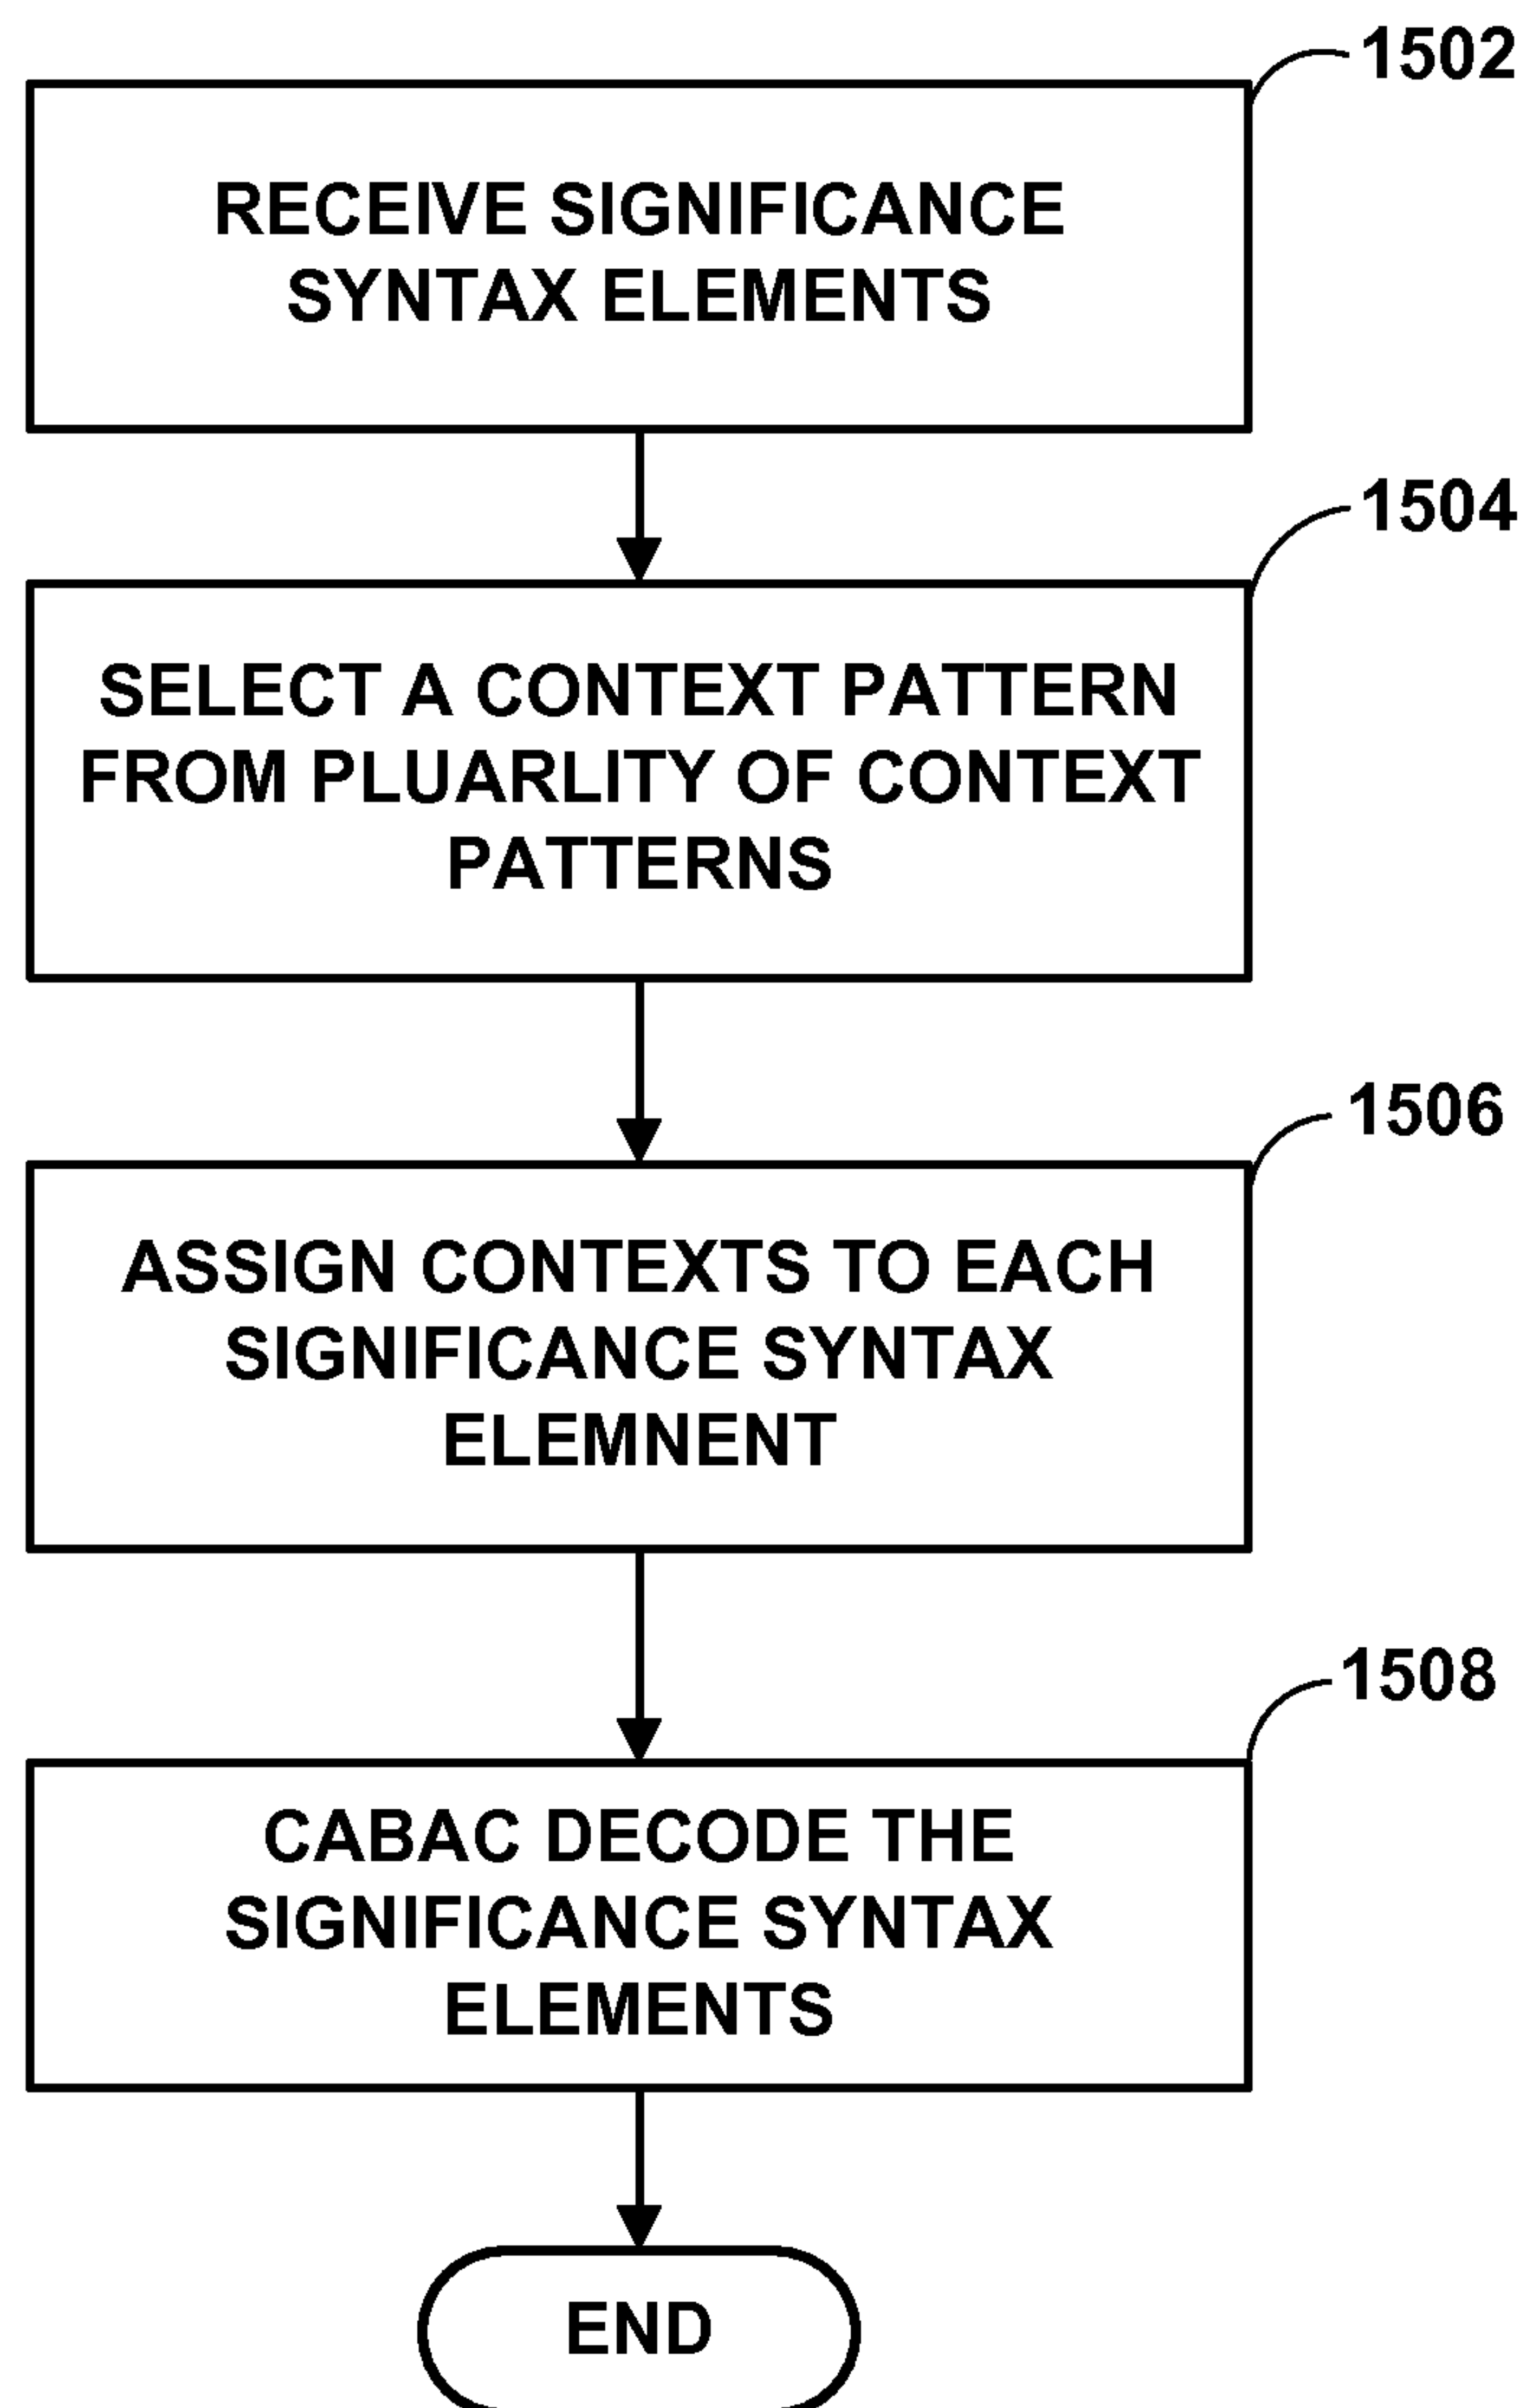 1502
RECEIVE SIGNIFICANCE
SYNTAX ELEMENTS
1504
SELECT A CONTEXT PATTERN
FROM PLUARLITY OF CONTEXT
PATTERNS
1506
ASSIGN CONTEXTS TO EACH
SIGNIFICANCE SYNTAX
ELEMNENT
1508
CABAC DECODE THE
SIGNIFICANCE SYNTAX
ELEMENTS
END